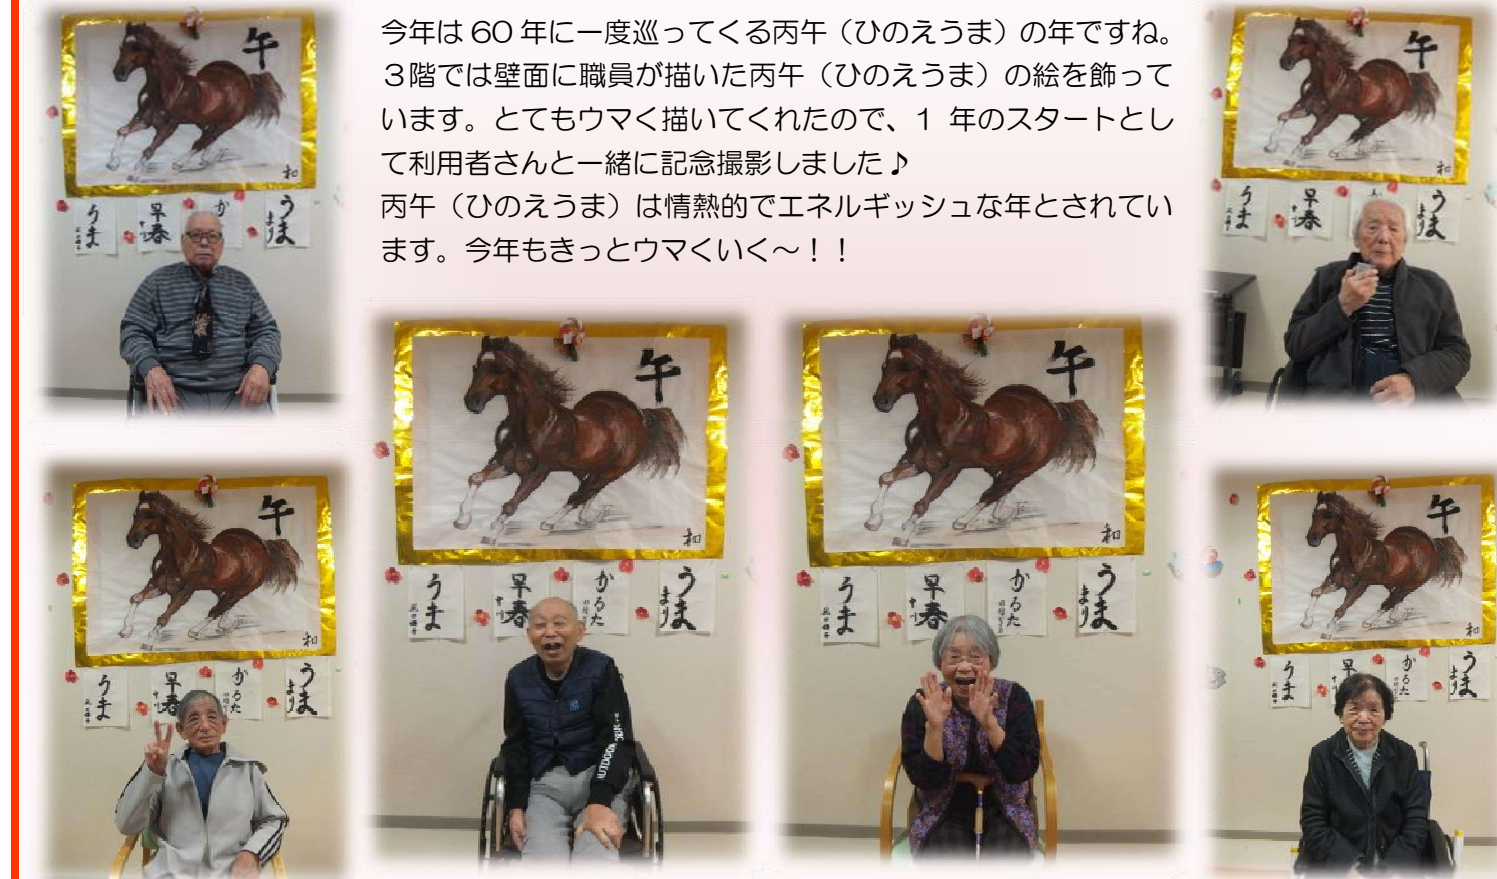 今年は60年に一度巡ってくる丙午（ひのえうま）の年ですね。
３階では壁面に職員が描いた丙午（ひのえうま）の絵を飾って
います。とてもウマく描いてくれたので、1 年のスタートとし
て利用者さんと一緒に記念撮影しました♪
丙午（ひのえうま）は情熱的でエネルギッシュな年とされてい
ます。今年もきっとウマくいく～！！
午
和
うま
早春
か
うま
午
和
うま
早春
うま
午
和
うま
早春
かるた
うま
午
和
うま
早春
かるた
うま
OUTDOOR
午
和
うま
早春
かるた
うま
午
和
うま
早
かるた
うま